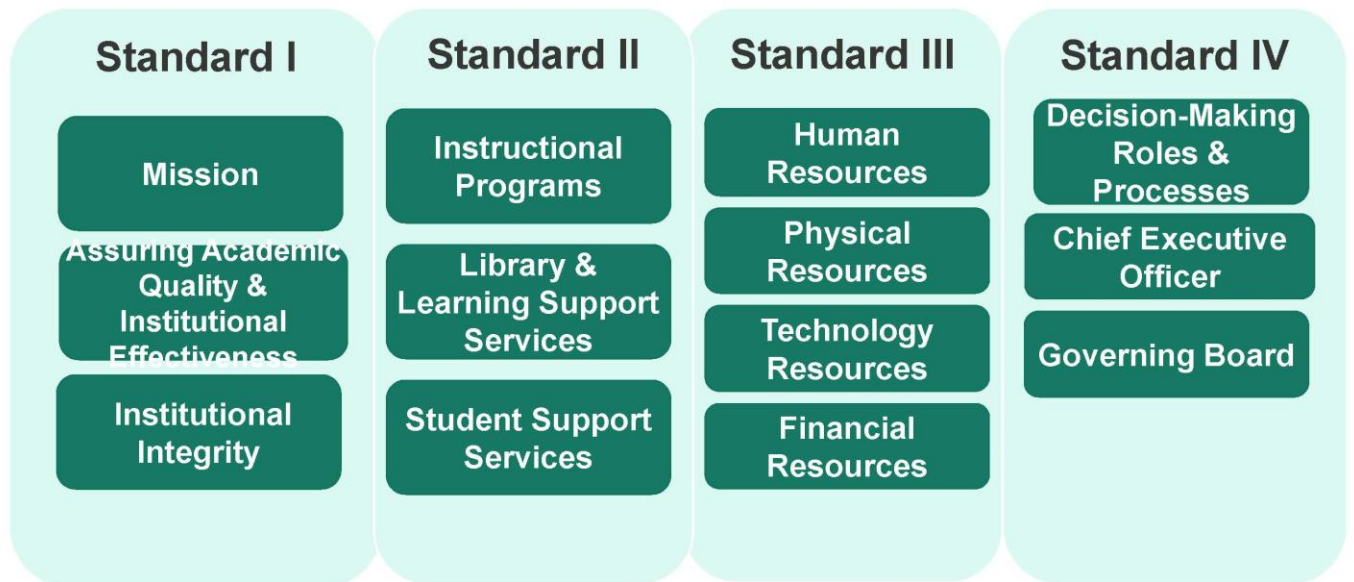 Standard I
Mission
Assuring Academic
Quality &
Institutional
Effectiveness
Institutional
Integrity
Standard II
Instructional
Programs
Library &
Learning Support
Services
Student Support
Services
Standard III
Human
Resources
Physical
Resources
Technology
Resources
Financial
Resources
Standard IV
Decision-Making
Roles &
Processes
Chief Executive
Officer
Governing Board